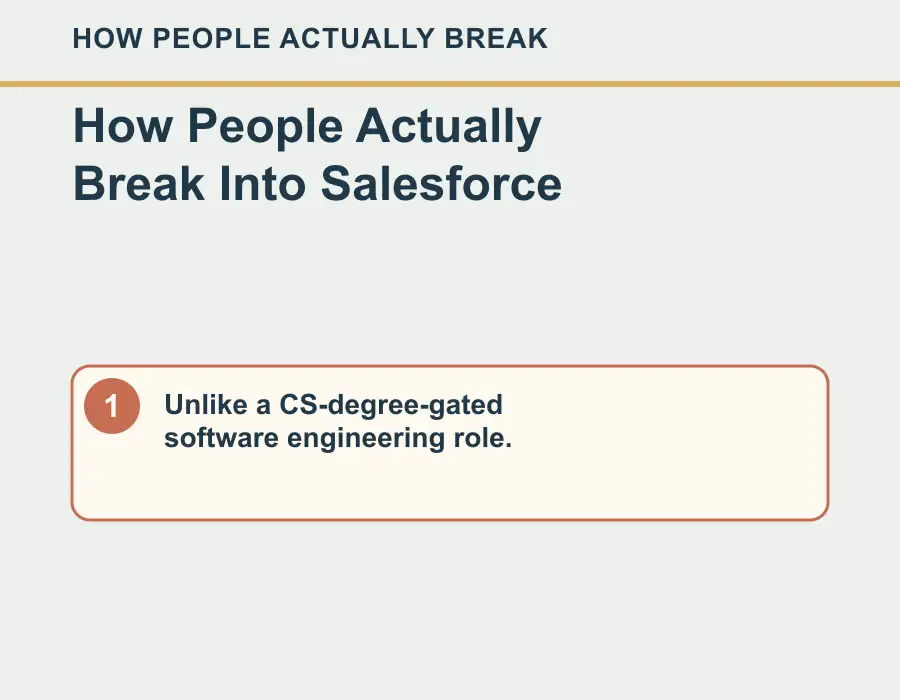 HOW PEOPLE ACTUALLY BREAK
How People Actually
Break Into Salesforce
1
Unlike a CS-degree-gated
software engineering role.